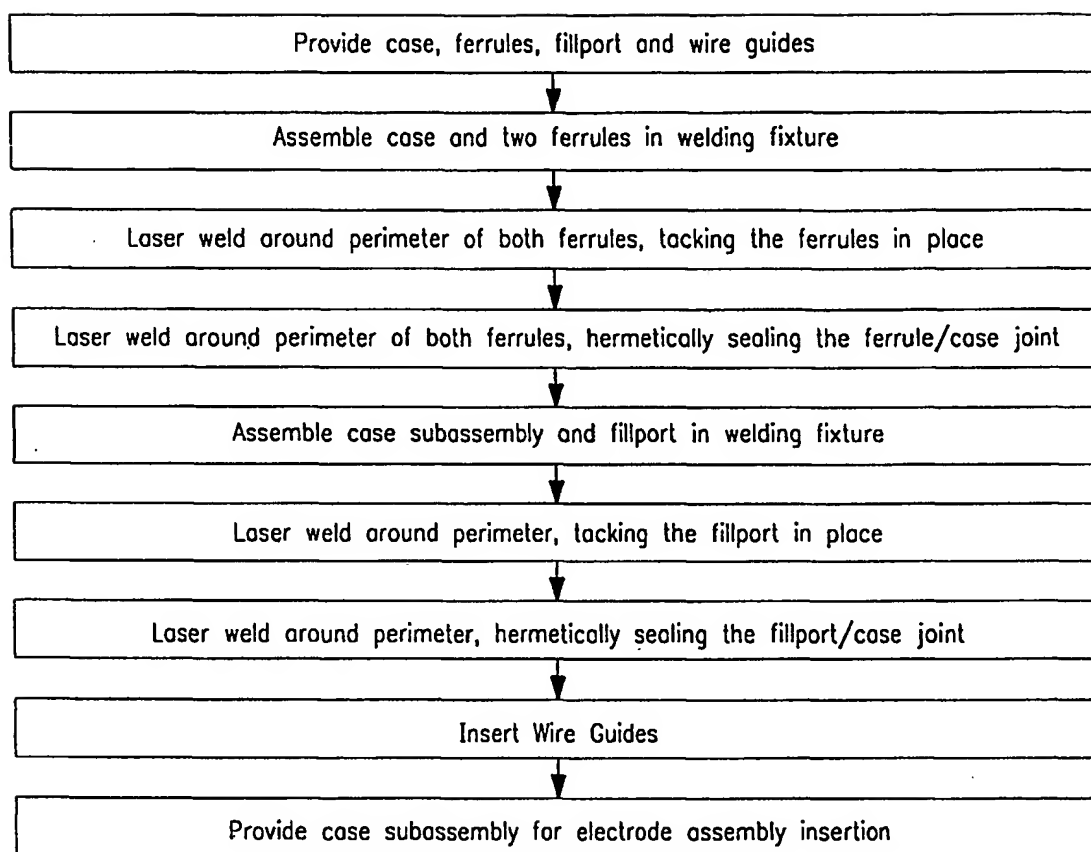 Provide case, ferrules, fillport and wire guides
Assemble case and two ferrules in welding fixture
Laser weld around perimeter of both ferrules, tacking the ferrules in place
Laser weld around perimeter of both ferrules, hermetically sealing the ferrule/case joint
Assemble case subassembly and fillport in welding fixture
Laser weld around perimeter, tacking the fillport in place
Laser weld around perimeter, hermetically sealing the fillport/case joint
Insert Wire Guides
Provide case subassembly for electrode assembly insertion